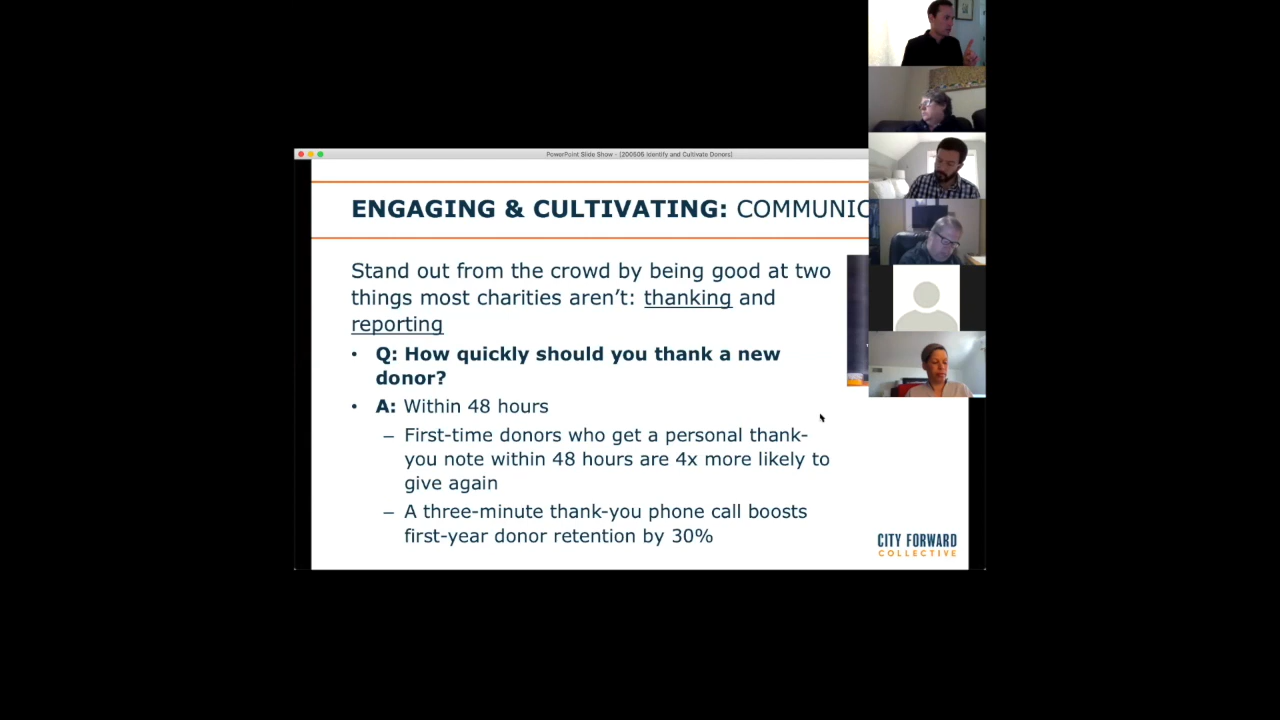 PowerPoint Slide Show - [200506 Identify and Cultivate Donors]
ENGAGING & CULTIVATING: COMMUNIC
Stand out from the crowd by being good at two
things most charities aren’t: thanking and
reporting
• Q: How quickly should you thank a new
donor?
• A: Within 48 hours
– First-time donors who get a personal thank-
you note within 48 hours are 4x more likely to
give again
– A three-minute thank-you phone call boosts
first-year donor retention by 30%
CITY FORWARD
COLLECTIVE